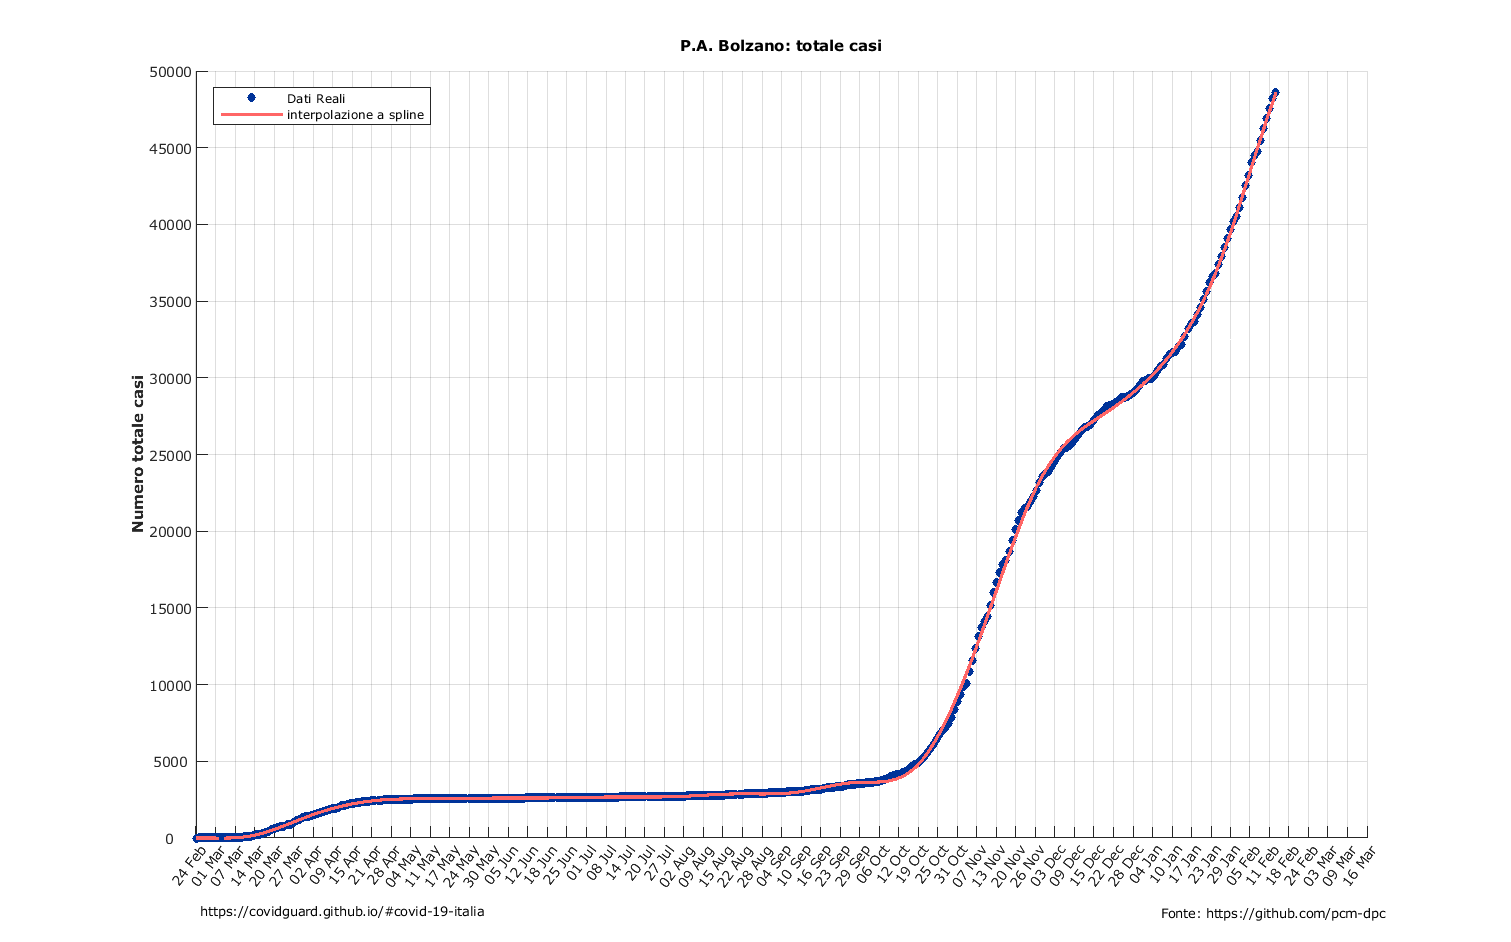 P.A. Bolzano: totale casi
50000
45000
40000
35000
30000
25000
20000
15000
10000
5000
0
Numero totale casi
Dati Reali
interpolazione a spline
24 Feb
01 Mar
07 Mar
14 Mar
20 Mar
27 Mar
02 Apr
09 Apr
15 Apr
21 Apr
28 Apr
04 May
11 May
17 May
24 May
30 May
05 Jun
12 Jun
18 Jun
25 Jun
01 Jul
08 Jul
14 Jul
20 Jul
27 Jul
02 Aug
09 Aug
15 Aug
22 Aug
28 Aug
04 Sep
10 Sep
16 Sep
23 Sep
29 Sep
06 Oct
12 Oct
19 Oct
25 Oct
31 Oct
07 Nov
13 Nov
20 Nov
26 Nov
03 Dec
09 Dec
15 Dec
22 Dec
28 Dec
04 Jan
10 Jan
17 Jan
23 Jan
29 Jan
05 Feb
11 Feb
18 Feb
24 Feb
03 Mar
09 Mar
16 Mar
https://covidguard.github.io/#covid-19-italia
Fonte: https://github.com/pcm-dpc